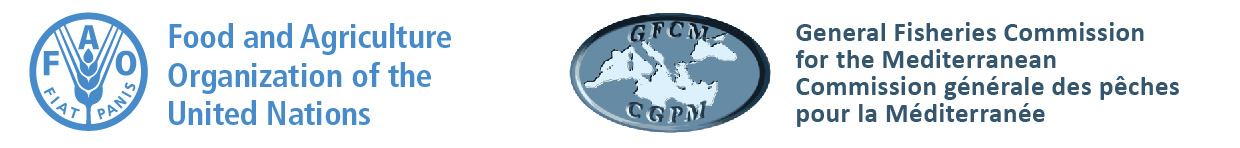 FAO
FIAT PANIS
Food and Agriculture
Organization of the
United Nations
GFCM
CGPM
General Fisheries Commission
for the Mediterranean
Commission générale des pêches
pour la Méditerranée